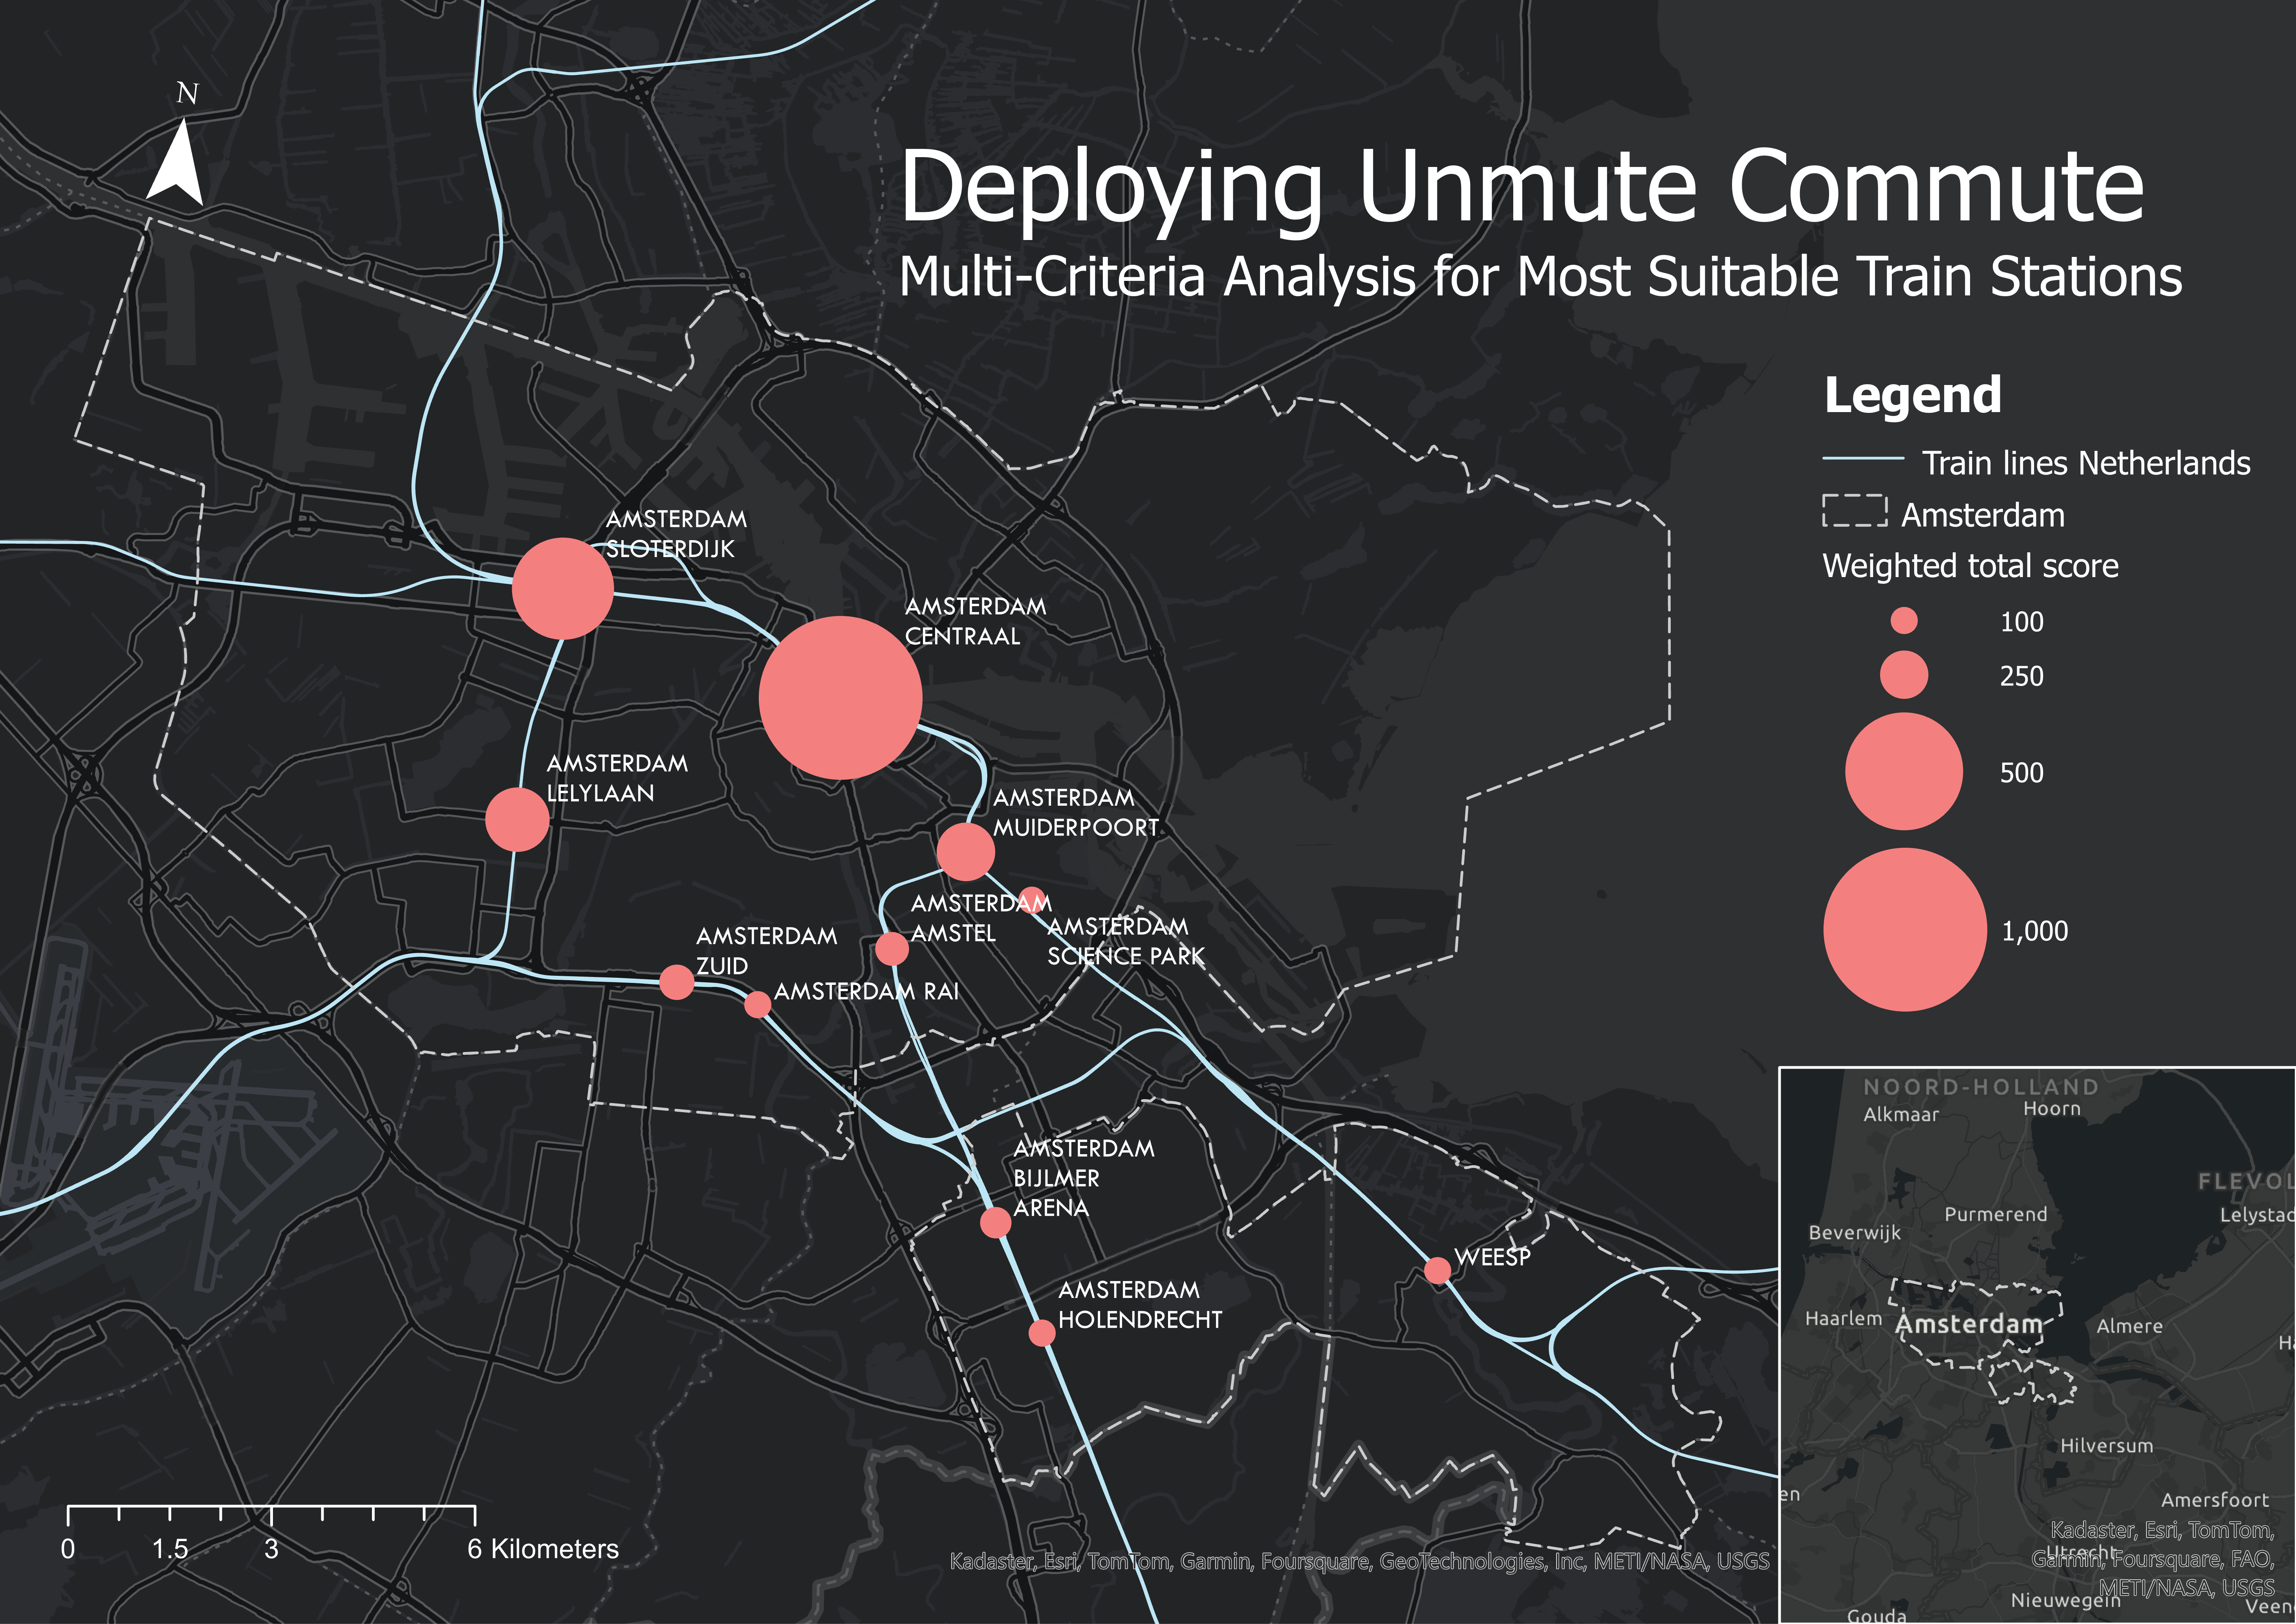 N
Deploying Unmute Commute
Multi-Criteria Analysis for Most Suitable Train Stations
Legend
Train lines Netherlands
Amsterdam
Weighted total score
100
250
500
1,000
AMSTERDAM
SLOTERDIJK
AMSTERDAM
CENTRAAL
AMSTERDAM
LELYLAAN
AMSTERDAM
MUIDERPOORT
AMSTERDAM
AMSTEL
AMSTERDAM
SCIENCE PARK
AMSTERDAM
ZUID
AMSTERDAM RAI
AMSTERDAM
BIJLMER
ARENA
WEESP
AMSTERDAM
HOLENDRECHT
0 1.5 3 6 Kilometers
Kadaster, Esri, TomTom, Garmin, Foursquare, GeoTechnologies, Inc, METI/NASA, USGS
NOORD-HOLLAND
Alkmaar
Hoorn
FLEVOL
Lelystad
Purmerend
Beverwijk
Haarlem
Amsterdam
Almere
Ha
Hilversum
en
Amersfoort
Kadaster, Esri, TomTom,
Utrecht
Garmin, Foursquare, FAO,
METI/NASA, USGS
Nieuwegein
Veen
Gouda